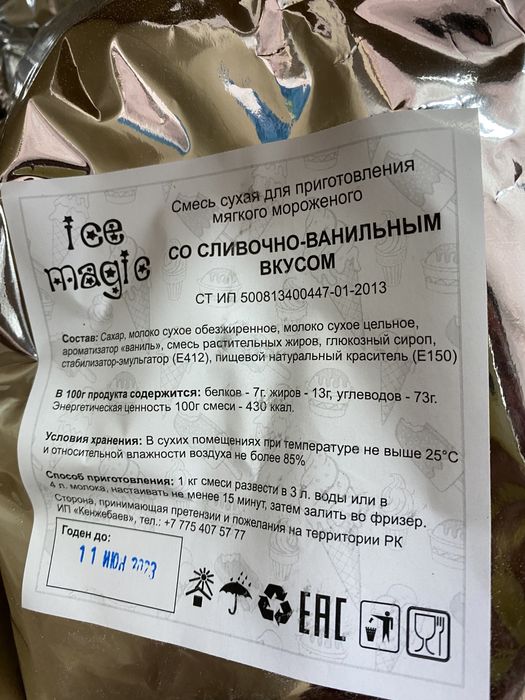 ice
magic
Смесь сухая для приготовления
мягкого мороженого
СО СЛИВОЧНО-ВАНИЛЬНЫМ
ВКУСОМ
СТ ИП 500813400447-01-2013
Состав: Сахар, молоко сухое обезжиренное, молоко сухое цельное,
ароматизатор «ваниль», смесь растительных жиров, глюкозный сироп,
стабилизатор-эмульгатор (Е412), пищевой натуральный краситель (Е150)
В 100г продукта содержится: белков - 7г. жиров - 13г, углеводов - 73г.
Энергетическая ценность 100г смеси - 430 ккал.
Условия хранения: В сухих помещениях при температуре не выше 25°С
и относительной влажности воздуха не более 85%
Способ приготовления: 1 кг смеси развести в 3 л. воды или в
4 л. молока, настаивать не менее 15 минут, затем залить во фризер.
Сторона, принимающая претензии и пожелания на территории РК
ИП «Кенжебаев», тел.: +7 775 407 57 77
Годен до:
11 ИЮЛ 2023
EAC